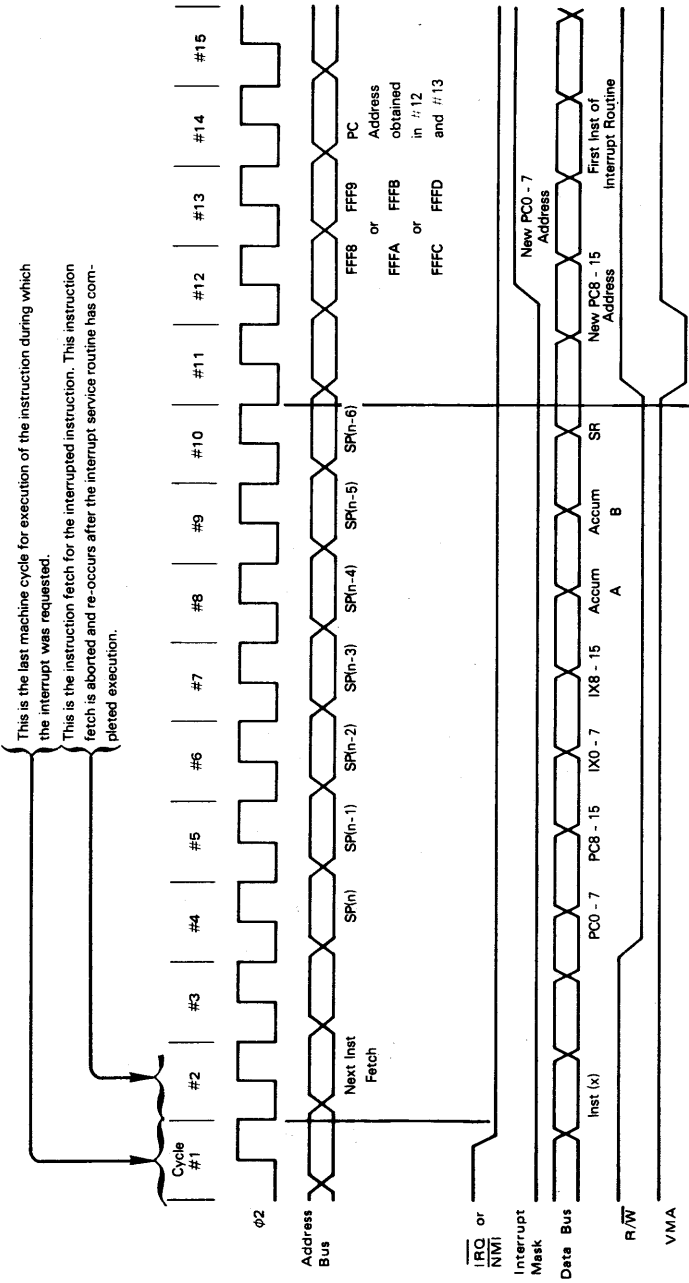 This is the last machine cycle for execution of the instruction during which
the interrupt was requested.
This is the instruction fetch for the interrupted instruction. This instruction
fetch is aborted and re-occurs after the interrupt service routine has com-
pleted execution.
Cycle
#1 #2 #3 #4 #5 #6 #7 #8 #9 #10 #11 #12 #13 #14 #15
φ2
Address
Bus
Next Inst
Fetch
SP(n) SP(n-1) SP(n-2) SP(n-3) SP(n-4) SP(n-5) SP(n-6)
FFF8 FFF9
or
FFFA FFFB
or
FFFC FFFD
PC
Address
obtained
in #12
and #13
IRQ or
NMI
Interrupt
Mask
New PC0 - 7
Address
Data Bus
Inst (x)
PC0 - 7 PC8 - 15 IX0 - 7 IX8 - 15
Accum
A
Accum
B
SR
New PC8 - 15
Address
First Inst of
Interrupt Routine
R/W
VMA